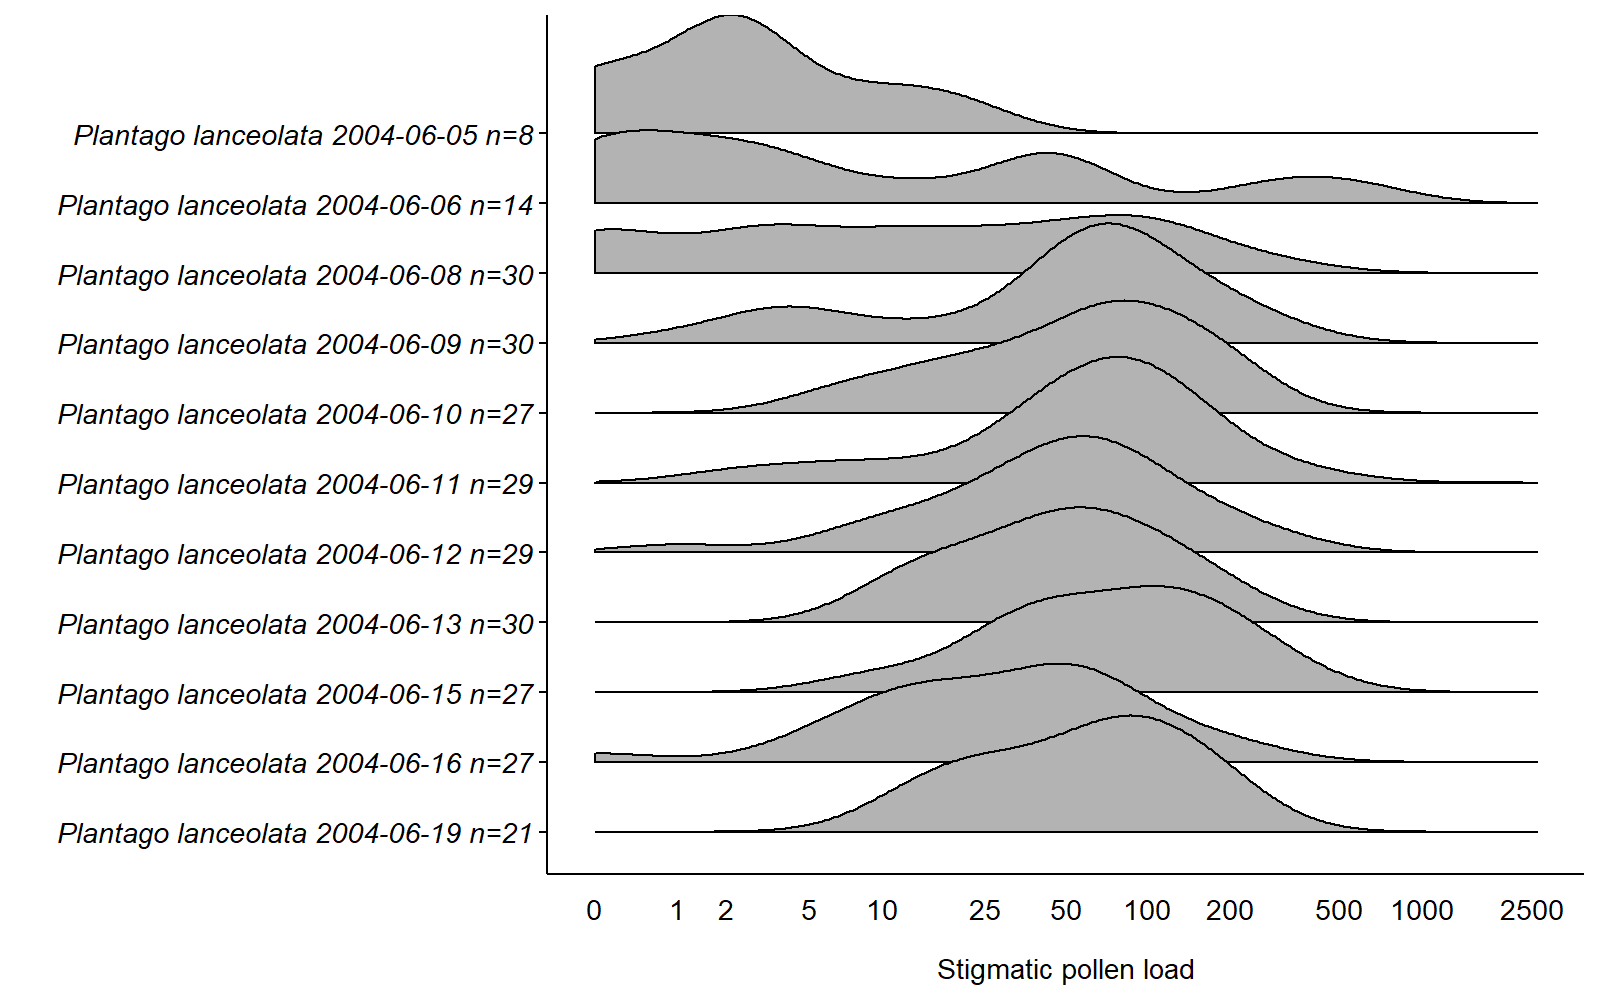 Plantago lanceolata 2004-06-05 n=8
Plantago lanceolata 2004-06-06 n=14
Plantago lanceolata 2004-06-08 n=30
Plantago lanceolata 2004-06-09 n=30
Plantago lanceolata 2004-06-10 n=27
Plantago lanceolata 2004-06-11 n=29
Plantago lanceolata 2004-06-12 n=29
Plantago lanceolata 2004-06-13 n=30
Plantago lanceolata 2004-06-15 n=27
Plantago lanceolata 2004-06-16 n=27
Plantago lanceolata 2004-06-19 n=21
0 1 2 5 10 25 50 100 200 500 1000 2500
Stigmatic pollen load